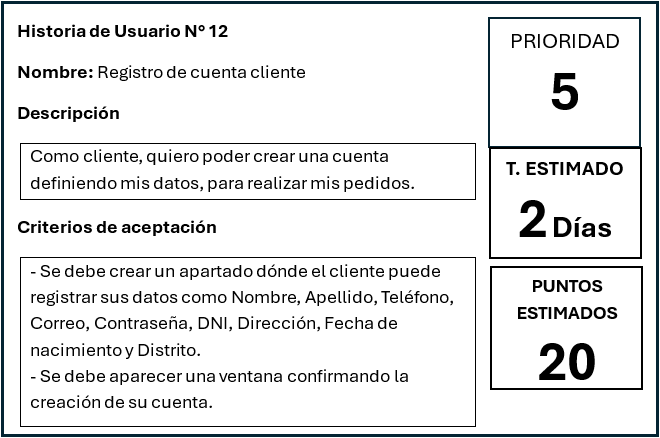 Historia de Usuario N° 12
Nombre: Registro de cuenta cliente
Descripción
Como cliente, quiero poder crear una cuenta
definiendo mis datos, para realizar mis pedidos.
Criterios de aceptación
- Se debe crear un apartado dónde el cliente puede
registrar sus datos como Nombre, Apellido, Teléfono,
Correo, Contraseña, DNI, Dirección, Fecha de
nacimiento y Distrito.
- Se debe aparecer una ventana confirmando la
creación de su cuenta.
PRIORIDAD
5
T. ESTIMADO
2 Días
PUNTOS
ESTIMADOS
20